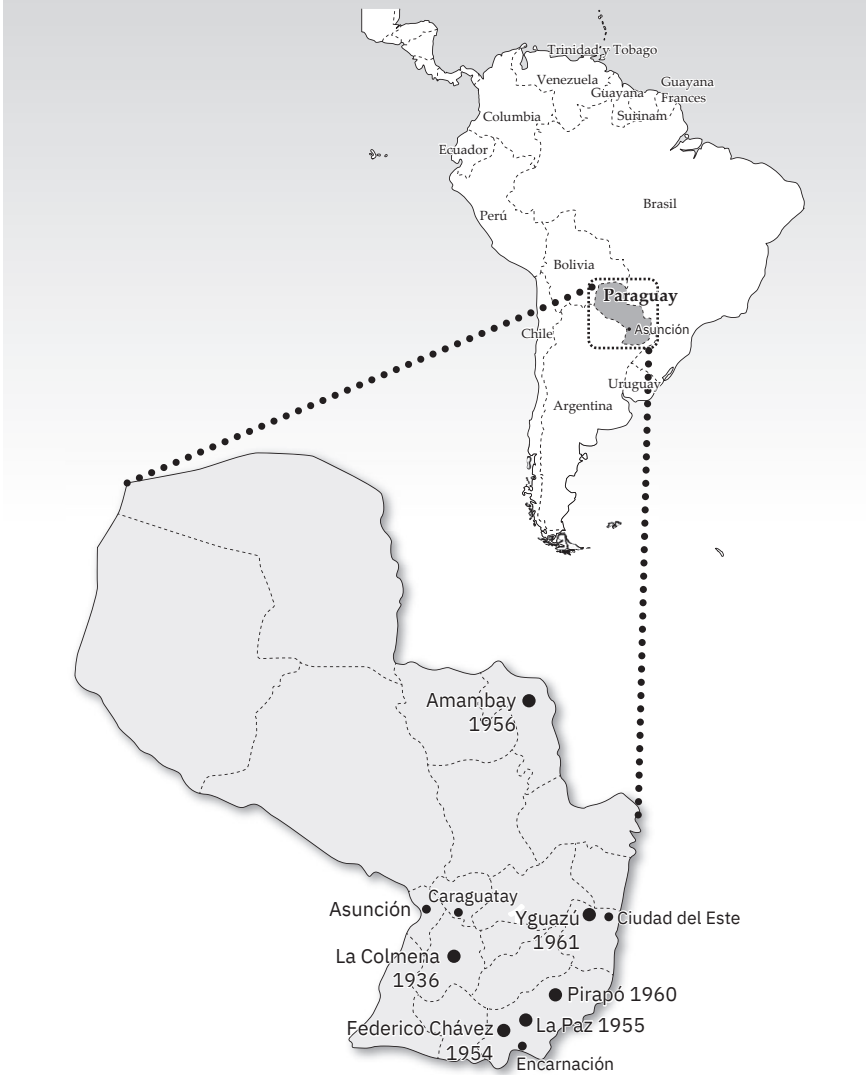 Trinidad y Tobago
Venezuela
Guayana
Guayana
Frances
Surinam
Columbia
Ecuador
Perú
Brasil
Bolivia
Paraguay
Asunción
Chile
Uruguay
Argentina
Amambay
1956
Caraguatay
Asunción
Yguazú
1961
Ciudad del Este
La Colmena
1936
Pirapó 1960
La Paz 1955
Federico Chávez
1954
Encarnación